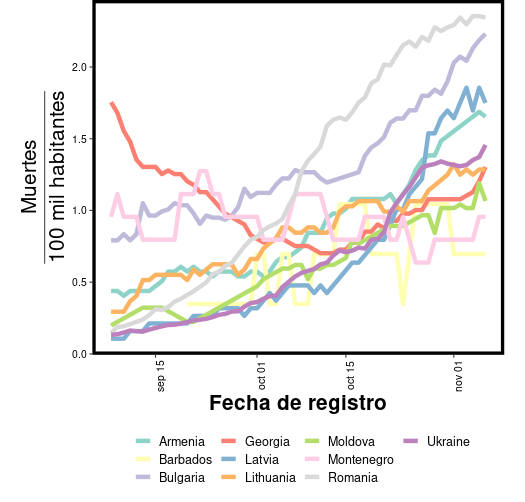 Muertes
100 mil habitantes
2.0
1.5
1.0
0.5
0.0
sep 15
oct 01
oct 15
nov 01
Fecha de registro
Armenia Georgia Moldova Ukraine
Barbados Latvia Montenegro
Bulgaria Lithuania Romania